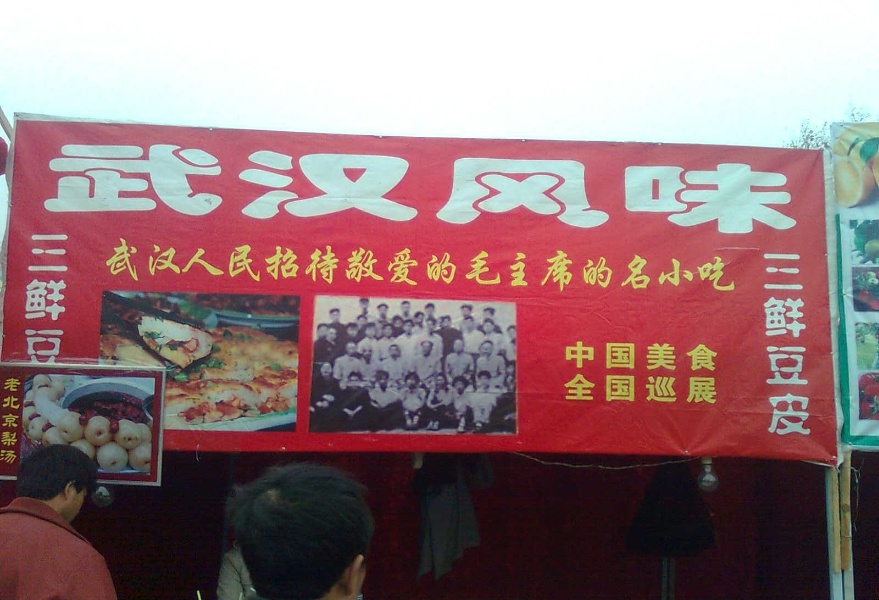 武汉风味
武汉人民招待敬爱的毛主席的名小吃
三鲜豆
中国美食
全国巡展
三鲜豆皮
老北京梨汤